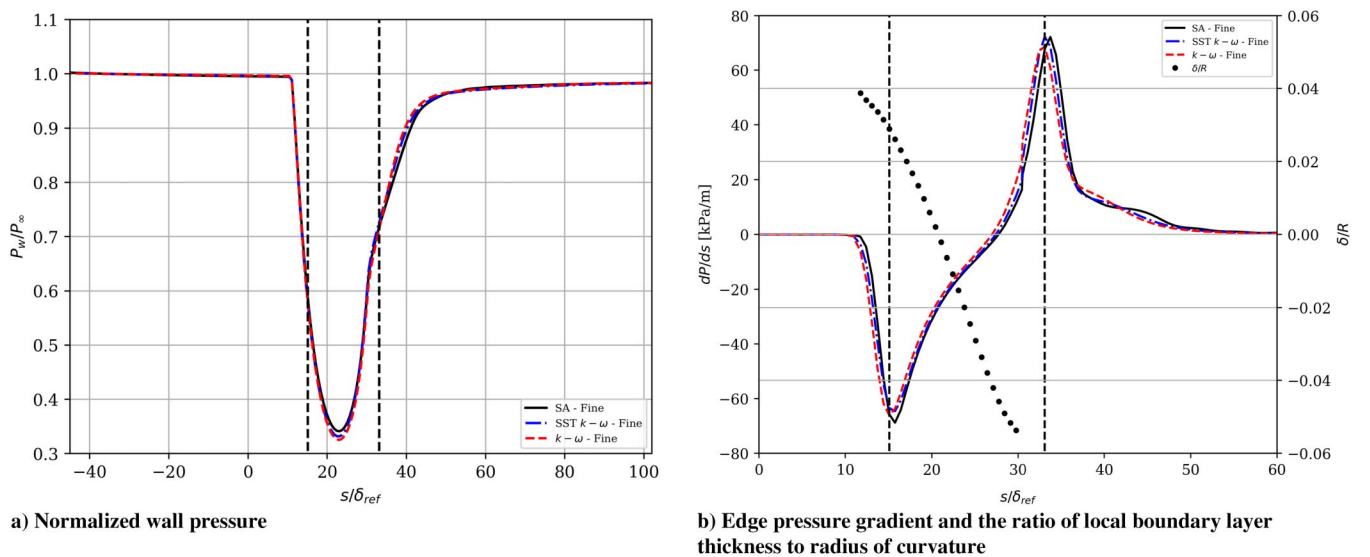 1.1
1.0
0.9
0.8
0.7
0.6
0.5
0.4
0.3
P_w/P_∞
−40 −20 0 20 40 60 80 100
s/δ_ref
SA - Fine
SST k − ω - Fine
k − ω - Fine
a) Normalized wall pressure
80
60
40
20
0
−20
−40
−60
−80
dP/ds [kPa/m]
0 10 20 30 40 50 60
s/δ_ref
0.06
0.04
0.02
0.00
−0.02
−0.04
−0.06
δ/R
SA - Fine
SST k − ω - Fine
k − ω - Fine
δ/R
b) Edge pressure gradient and the ratio of local boundary layer
thickness to radius of curvature